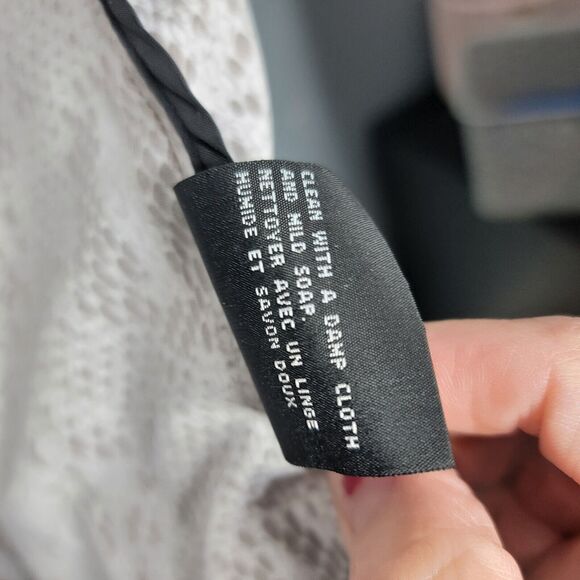 CLEAN WITH A DAMP CLOTH
AND MILD SOAP.
NETTOYER AVEC UN LINGE
HUMIDE ET SAVON DOUX